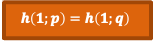 h(1;p) = h(1;q)